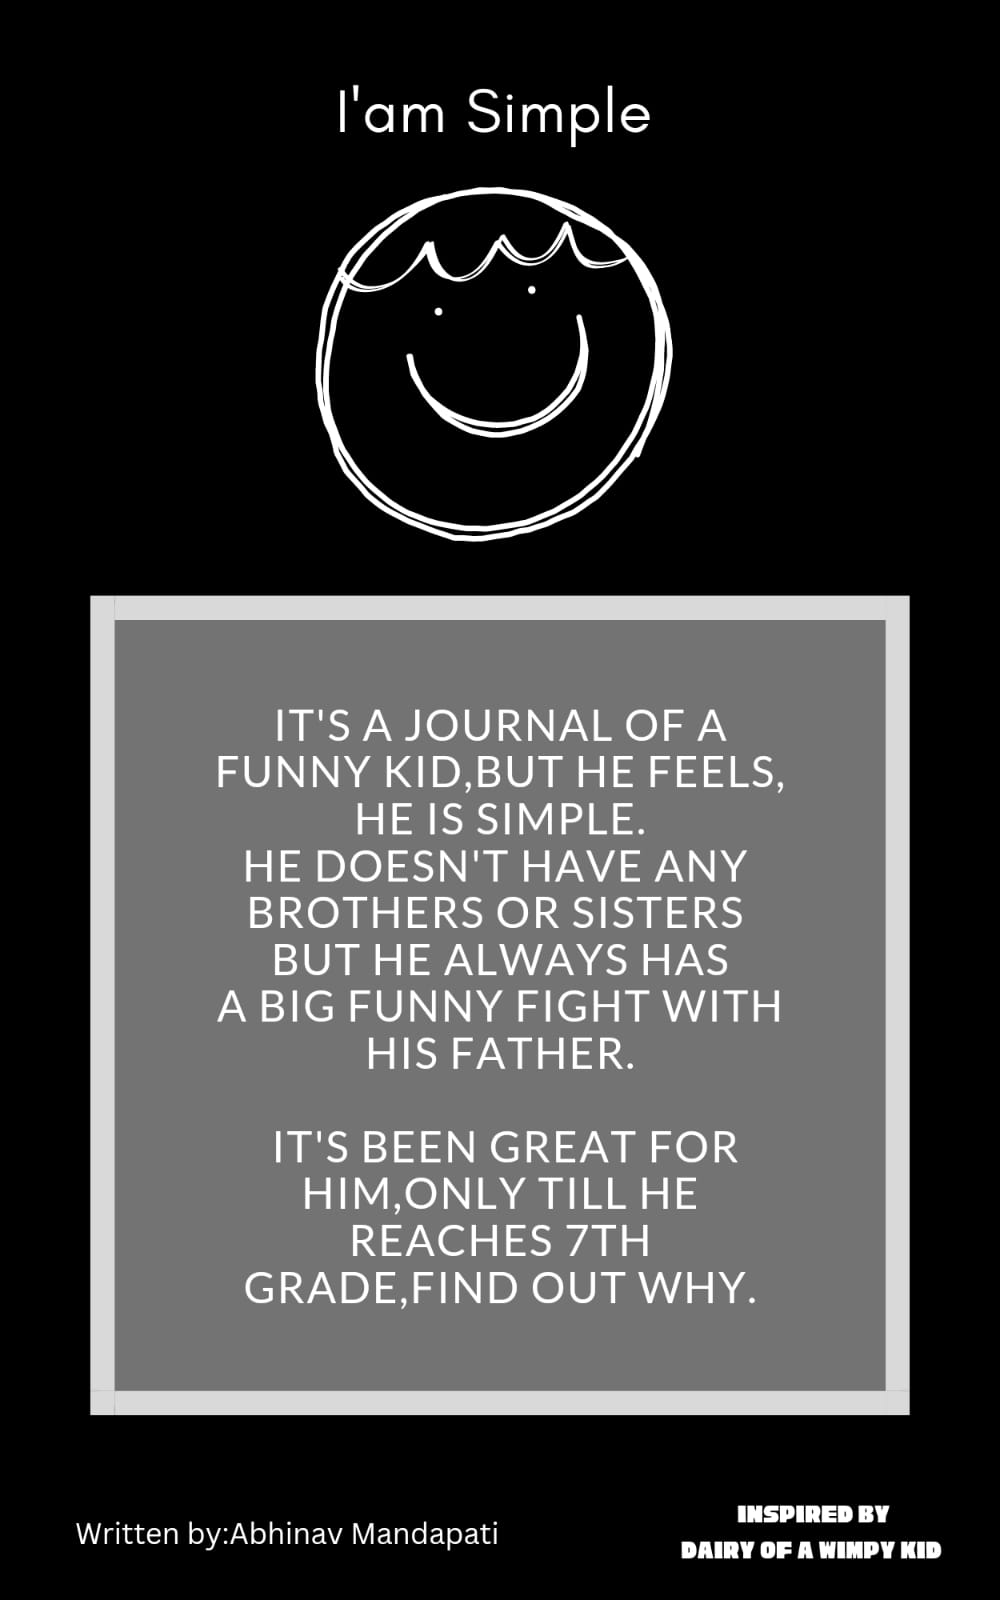 I'am Simple
IT'S A JOURNAL OF A
FUNNY KID,BUT HE FEELS,
HE IS SIMPLE.
HE DOESN'T HAVE ANY
BROTHERS OR SISTERS
BUT HE ALWAYS HAS
A BIG FUNNY FIGHT WITH
HIS FATHER.
IT'S BEEN GREAT FOR
HIM,ONLY TILL HE
REACHES 7TH
GRADE,FIND OUT WHY.
Written by:Abhinav Mandapati
INSPIRED BY
DAIRY OF A WIMPY KID